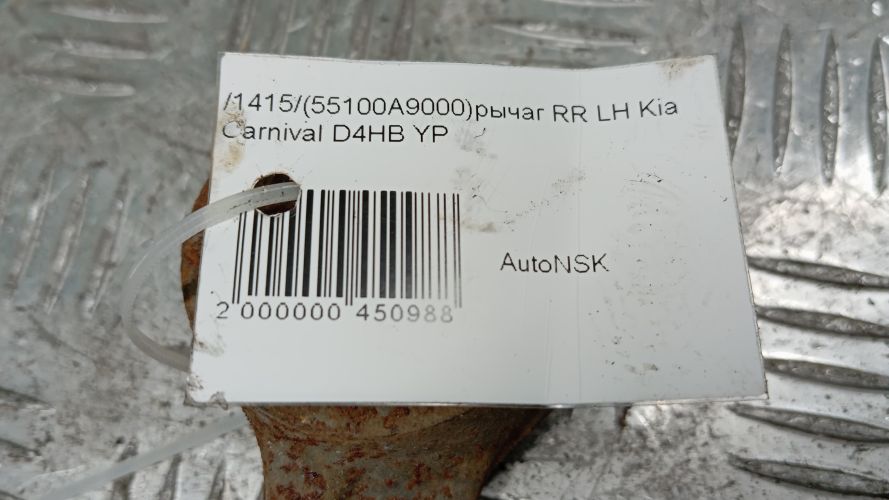 /1415/(55100A9000)рычаг RR LH Kia
Carnival D4HB YP
AutoNSK
2 000000 450988